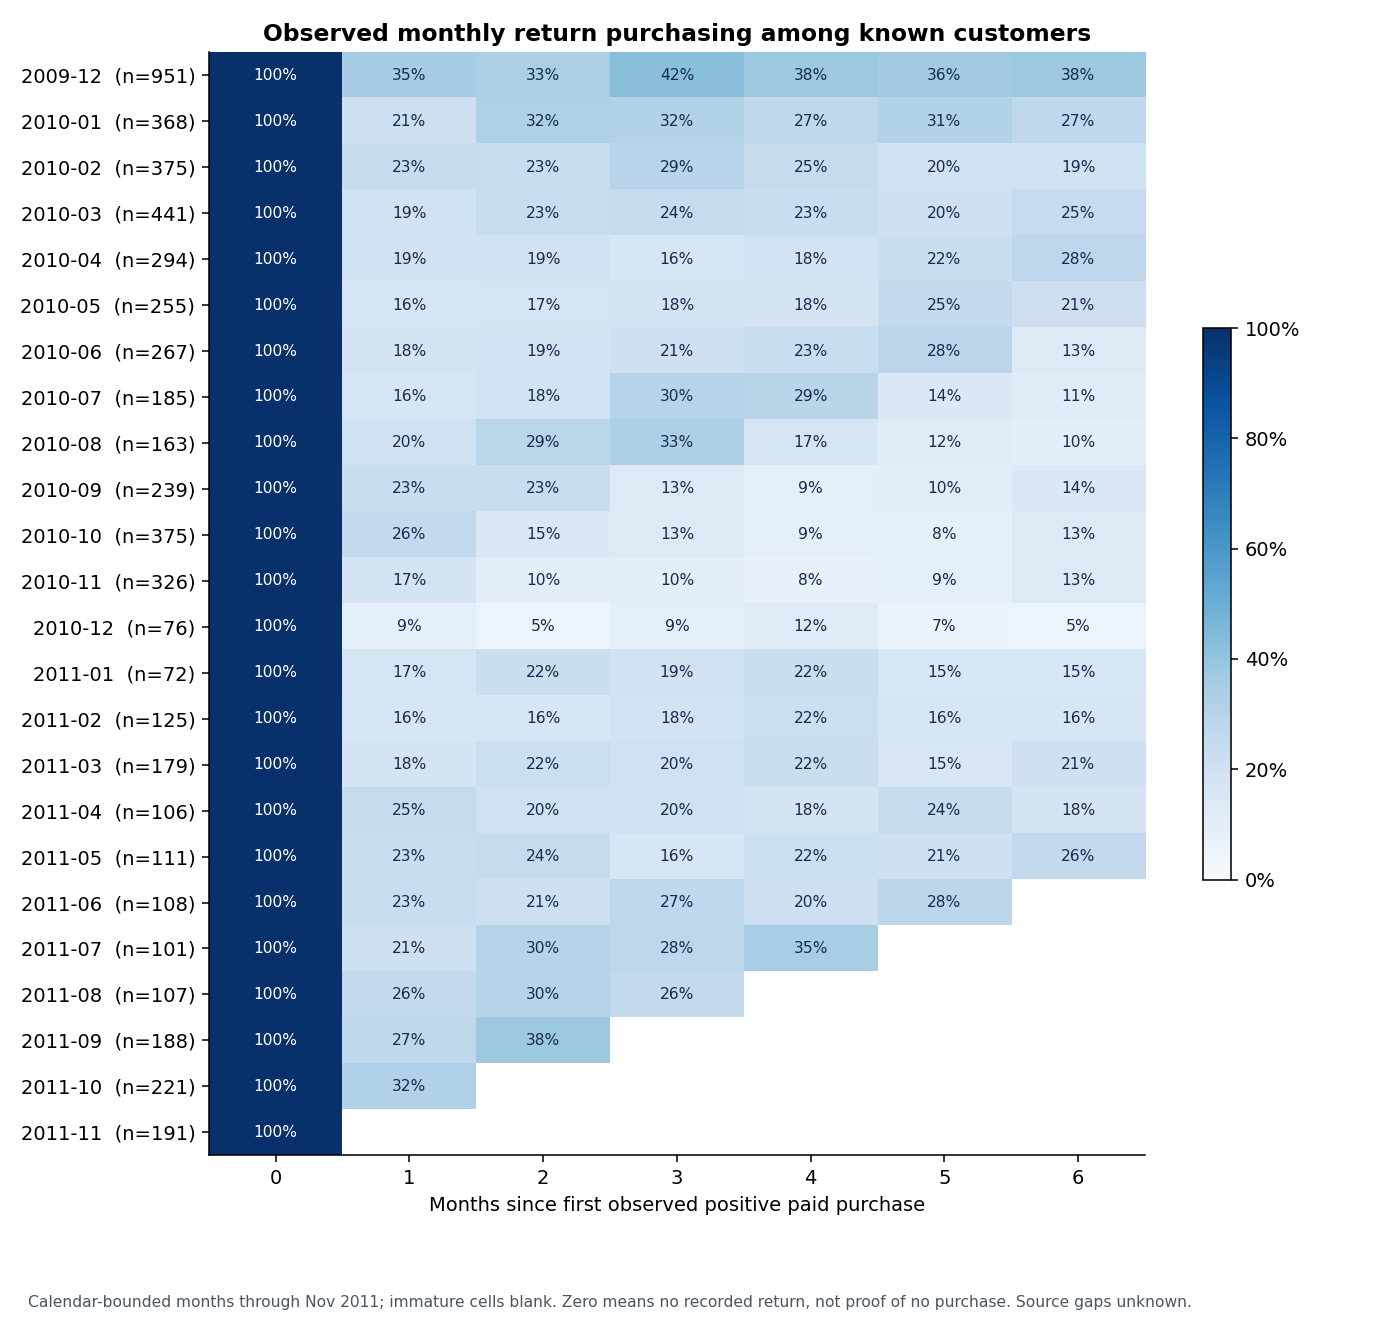 Observed monthly return purchasing among known customers
2009-12 (n=951) 100% 35% 33% 42% 38% 36% 38%
2010-01 (n=368) 100% 21% 32% 32% 27% 31% 27%
2010-02 (n=375) 100% 23% 23% 29% 25% 20% 19%
2010-03 (n=441) 100% 19% 23% 24% 23% 20% 25%
2010-04 (n=294) 100% 19% 19% 16% 18% 22% 28%
2010-05 (n=255) 100% 16% 17% 18% 18% 25% 21%
2010-06 (n=267) 100% 18% 19% 21% 23% 28% 13%
2010-07 (n=185) 100% 16% 18% 30% 29% 14% 11%
2010-08 (n=163) 100% 20% 29% 33% 17% 12% 10%
2010-09 (n=239) 100% 23% 23% 13% 9% 10% 14%
2010-10 (n=375) 100% 26% 15% 13% 9% 8% 13%
2010-11 (n=326) 100% 17% 10% 10% 8% 9% 13%
2010-12 (n=76) 100% 9% 5% 9% 12% 7% 5%
2011-01 (n=72) 100% 17% 22% 19% 22% 15% 15%
2011-02 (n=125) 100% 16% 16% 18% 22% 16% 16%
2011-03 (n=179) 100% 18% 22% 20% 22% 15% 21%
2011-04 (n=106) 100% 25% 20% 20% 18% 24% 18%
2011-05 (n=111) 100% 23% 24% 16% 22% 21% 26%
2011-06 (n=108) 100% 23% 21% 27% 20% 28%
2011-07 (n=101) 100% 21% 30% 28% 35%
2011-08 (n=107) 100% 26% 30% 26%
2011-09 (n=188) 100% 27% 38%
2011-10 (n=221) 100% 32%
2011-11 (n=191) 100%
0 1 2 3 4 5 6
Months since first observed positive paid purchase
100%
80%
60%
40%
20%
0%
Calendar-bounded months through Nov 2011; immature cells blank. Zero means no recorded return, not proof of no purchase. Source gaps unknown.